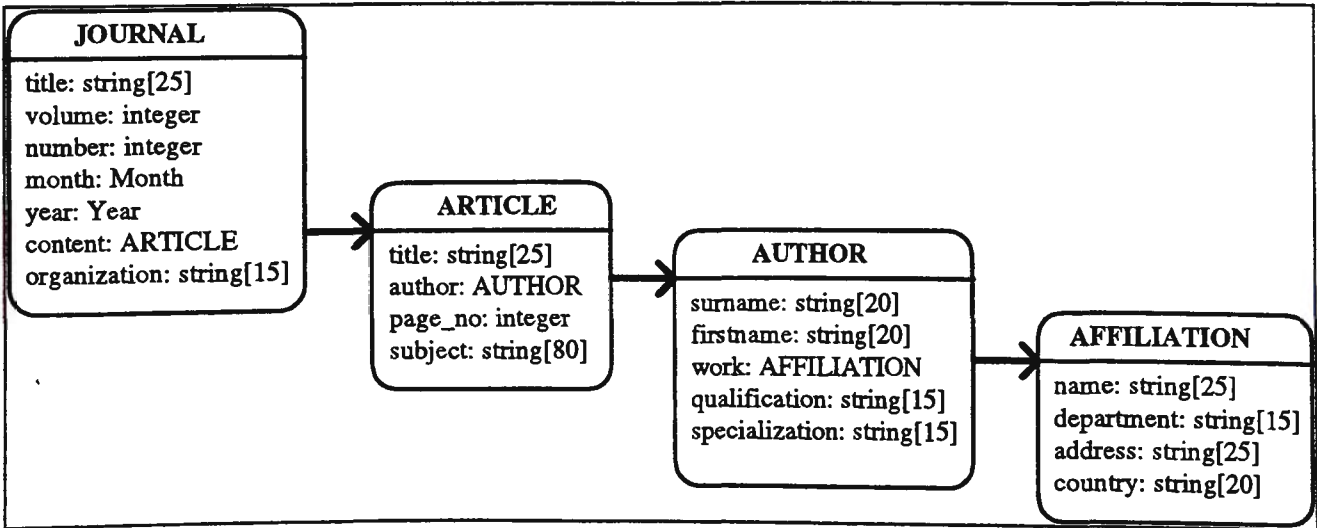 JOURNAL
title: string[25]
volume: integer
number: integer
month: Month
year: Year
content: ARTICLE
organization: string[15]
ARTICLE
title: string[25]
author: AUTHOR
page_no: integer
subject: string[80]
AUTHOR
surname: string[20]
firstname: string[20]
work: AFFILIATION
qualification: string[15]
specialization: string[15]
AFFILIATION
name: string[25]
department: string[15]
address: string[25]
country: string[20]